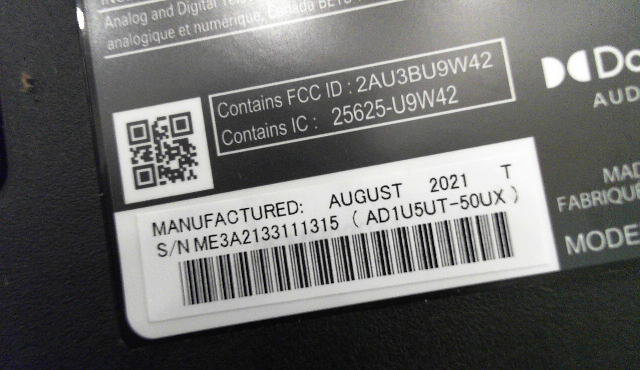 Analog and Digital
analogique et numérique, Canada
Contains FCC ID : 2AU3BU9W42
Contains IC : 25625-U9W42
AUD
MANUFACTURED: AUGUST 2021 T
S/N ME3A2133111315 ( AD1U5UT-50UX )
MAD
FABRIQU
MODE